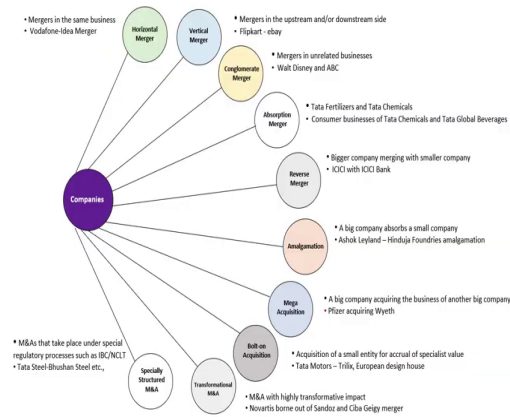 • Mergers in the same business
• Vodafone-Idea Merger
Horizontal
Merger
Vertical
Merger
• Mergers in the upstream and/or downstream side
• Flipkart - ebay
Conglomerate
Merger
• Mergers in unrelated businesses
• Walt Disney and ABC
Absorption
Merger
• Tata Fertilizers and Tata Chemicals
• Consumer businesses of Tata Chemicals and Tata Global Beverages
Reverse
Merger
• Bigger company merging with smaller company
• ICICI with ICICI Bank
Companies
Amalgamation
• A big company absorbs a small company
• Ashok Leyland – Hinduja Foundries amalgamation
Mega
Acquisition
• A big company acquiring the business of another big company
• Pfizer acquiring Wyeth
Bolt-on
Acquisition
• Acquisition of a small entity for accrual of specialist value
• Tata Motors – Trilix, European design house
• M&As that take place under special
regulatory processes such as IBC/NCLT
• Tata Steel-Bhushan Steel etc.,
Specially
Structured
M&A
Transformational
M&A
• M&A with highly transformative impact
• Novartis borne out of Sandoz and Ciba Geigy merger